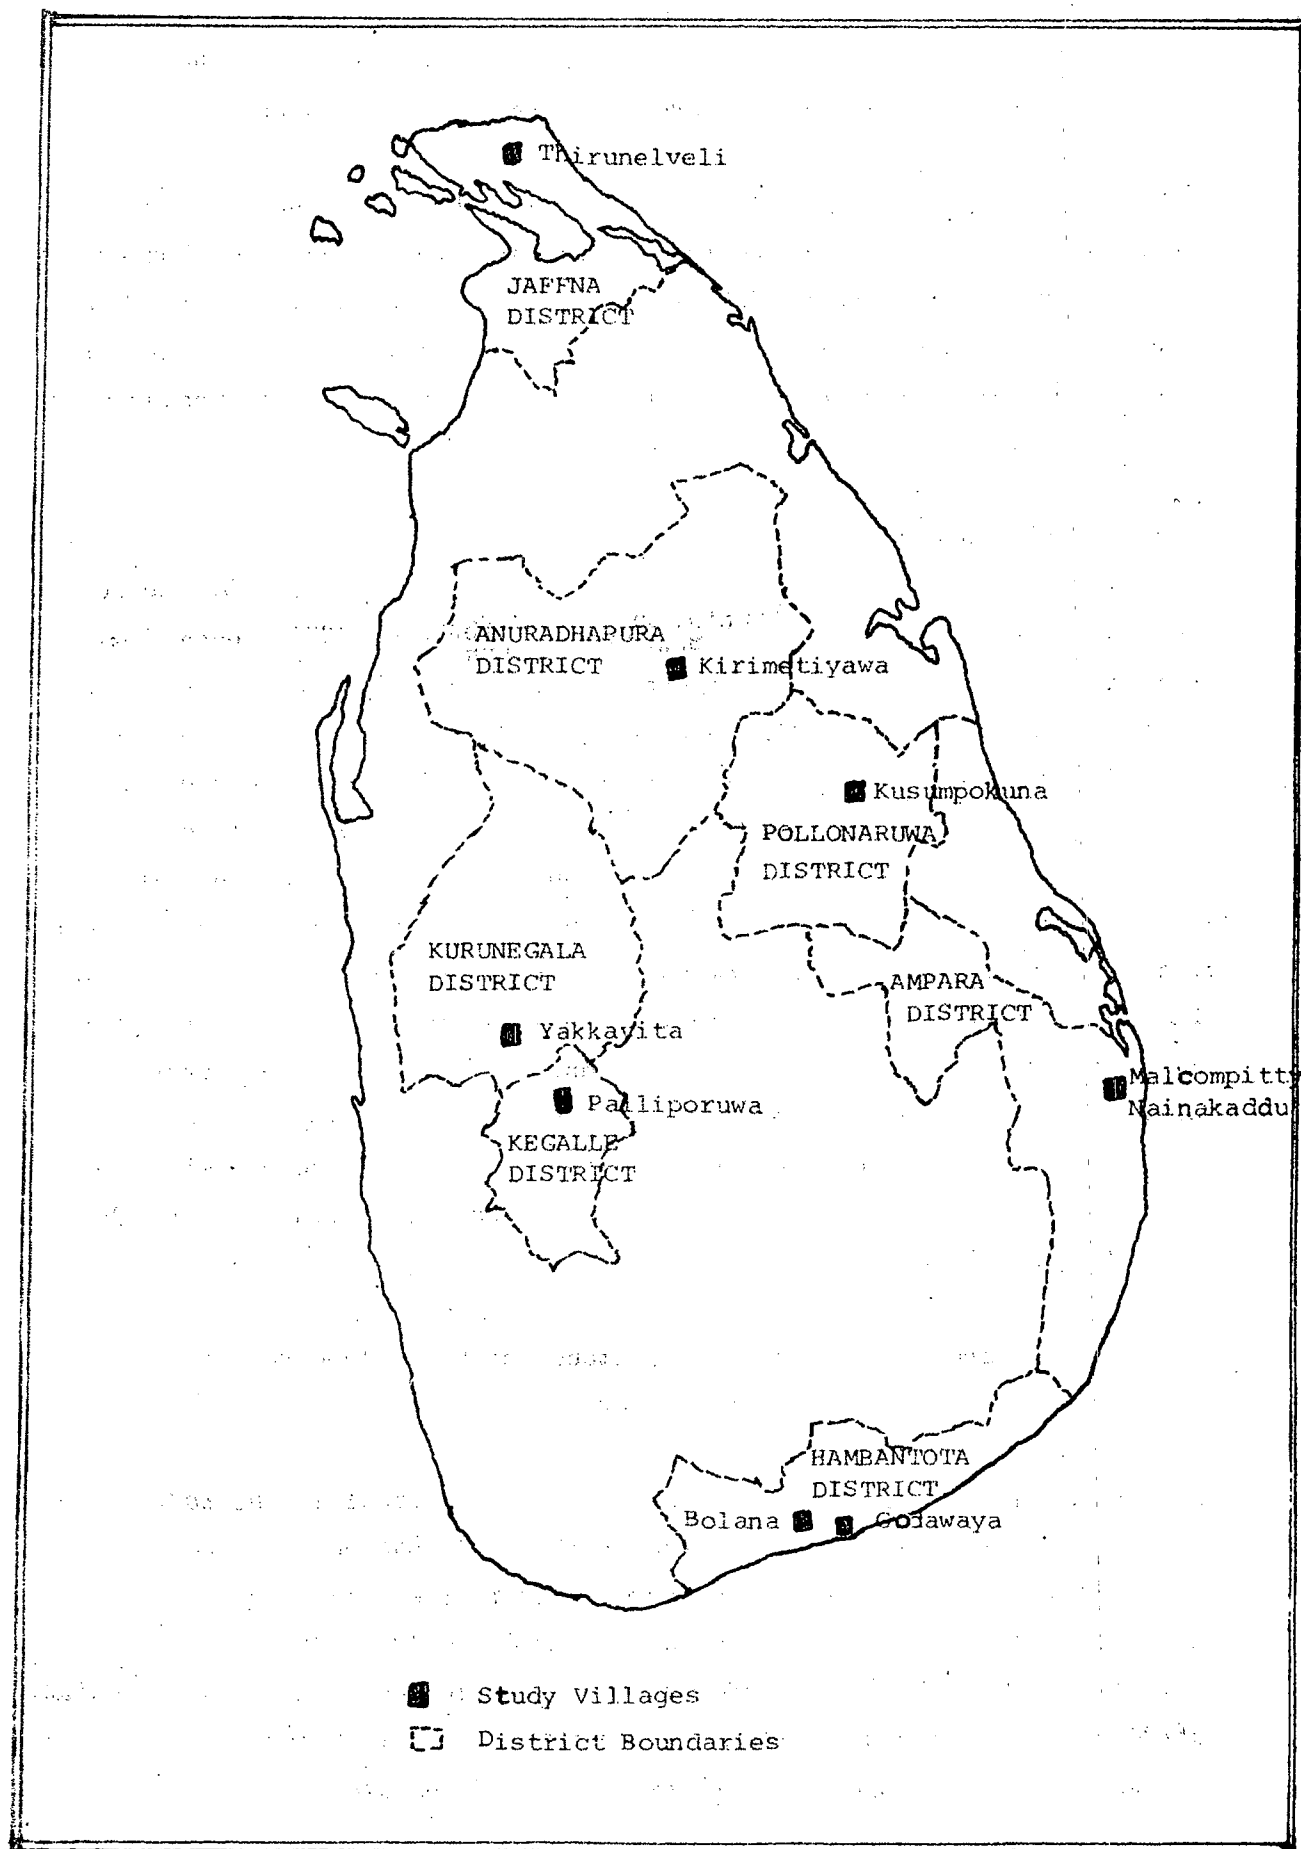 Thirunelveli
JAFFNA
DISTRICT
ANURADHAPURA
DISTRICT
Kirimetiyawa
Kusumpokuna
POLLONARUWA
DISTRICT
KURUNEGALA
DISTRICT
AMPARA
DISTRICT
Yakkavita
Malcompitty
Nainakaddu
Palliporuwa
KEGALLE
DISTRICT
HAMBANTOTA
DISTRICT
Bolana
Godawaya
Study Villages
District Boundaries